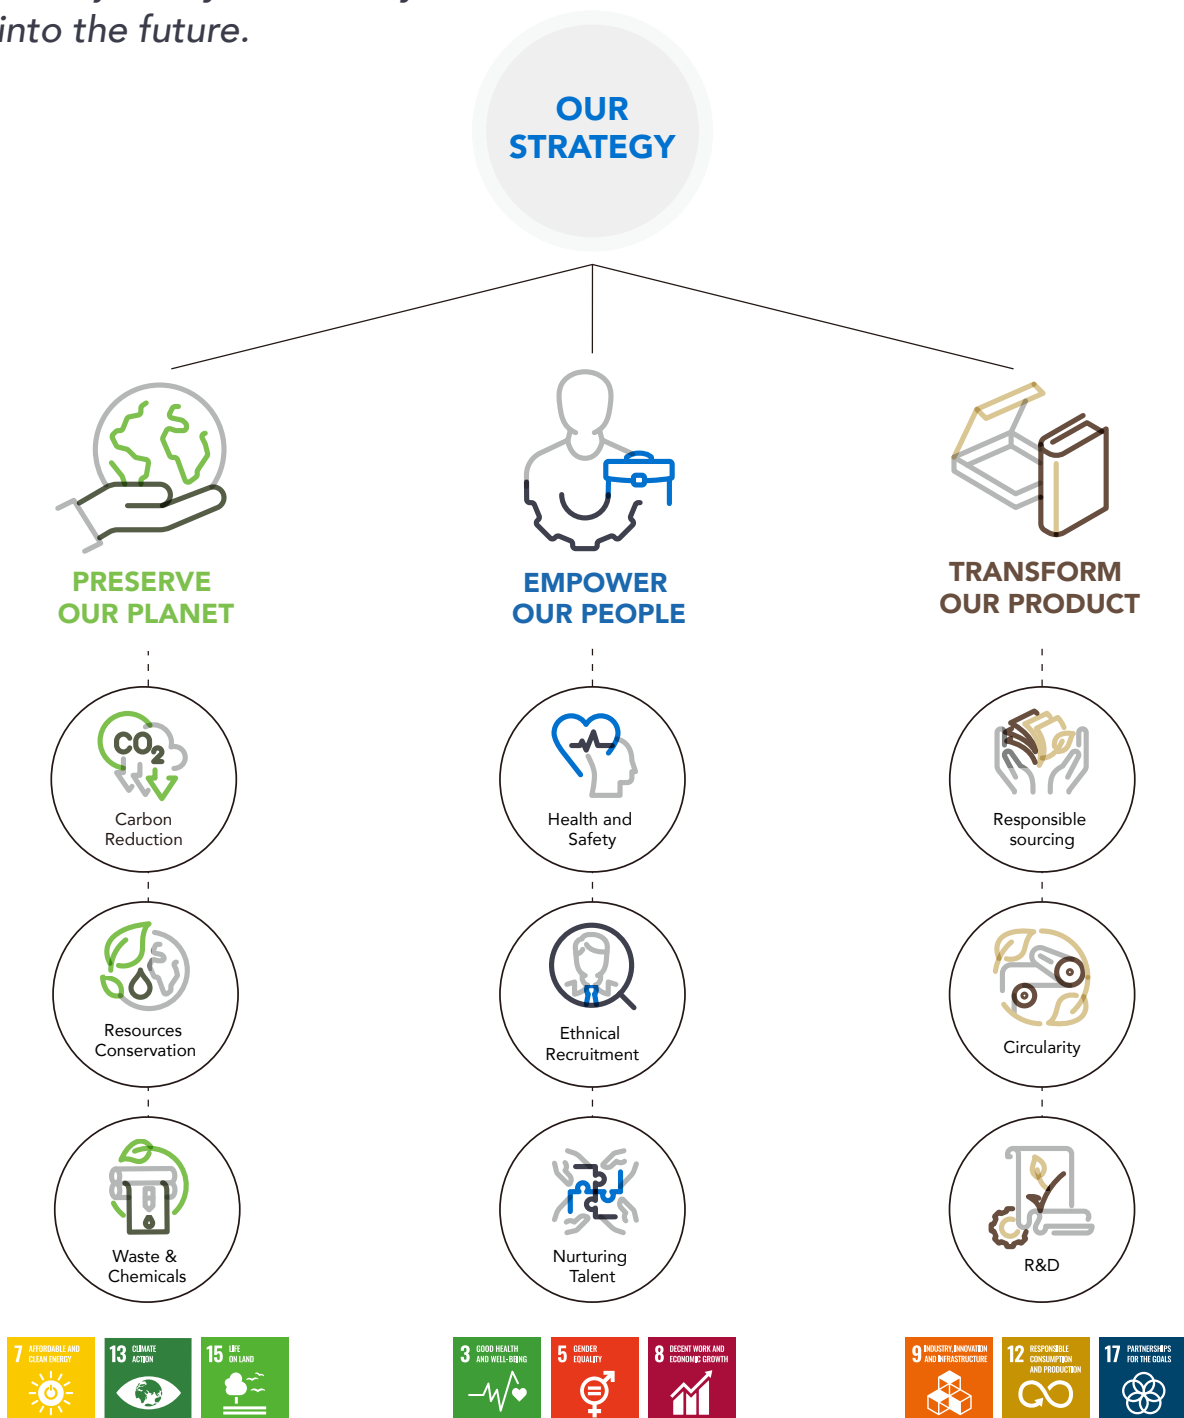 into the future.
OUR
STRATEGY
PRESERVE
OUR PLANET
EMPOWER
OUR PEOPLE
TRANSFORM
OUR PRODUCT
CO2
Carbon
Reduction
Health and
Safety
Responsible
sourcing
Resources
Conservation
Ethnical
Recruitment
Circularity
Waste &
Chemicals
Nurturing
Talent
R&D
7 AFFORDABLE AND
CLEAN ENERGY
13 CLIMATE
ACTION
15 LIFE
ON LAND
3 GOOD HEALTH
AND WELL-BEING
5 GENDER
EQUALITY
8 DECENT WORK AND
ECONOMIC GROWTH
9 INDUSTRY, INNOVATION
AND INFRASTRUCTURE
12 RESPONSIBLE
CONSUMPTION
AND PRODUCTION
17 PARTNERSHIPS
FOR THE GOALS